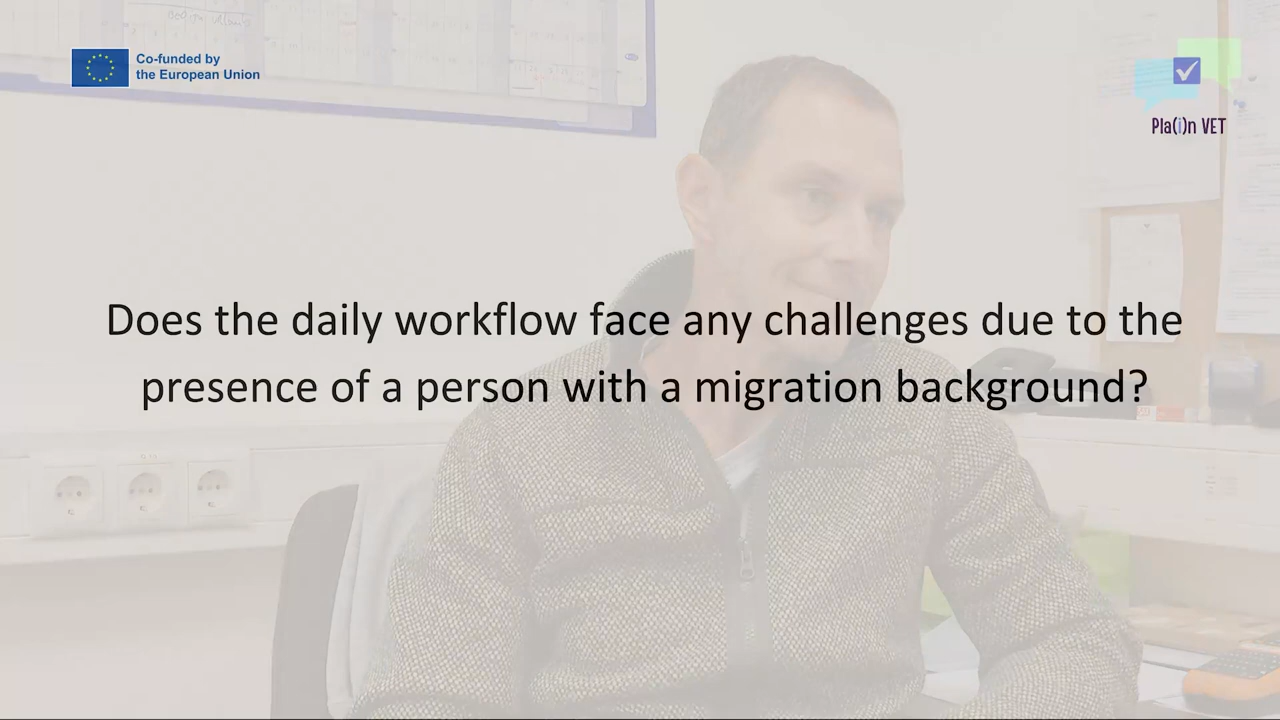 Co-funded by
the European Union
Pla(i)n VET
Does the daily workflow face any challenges due to the
presence of a person with a migration background?